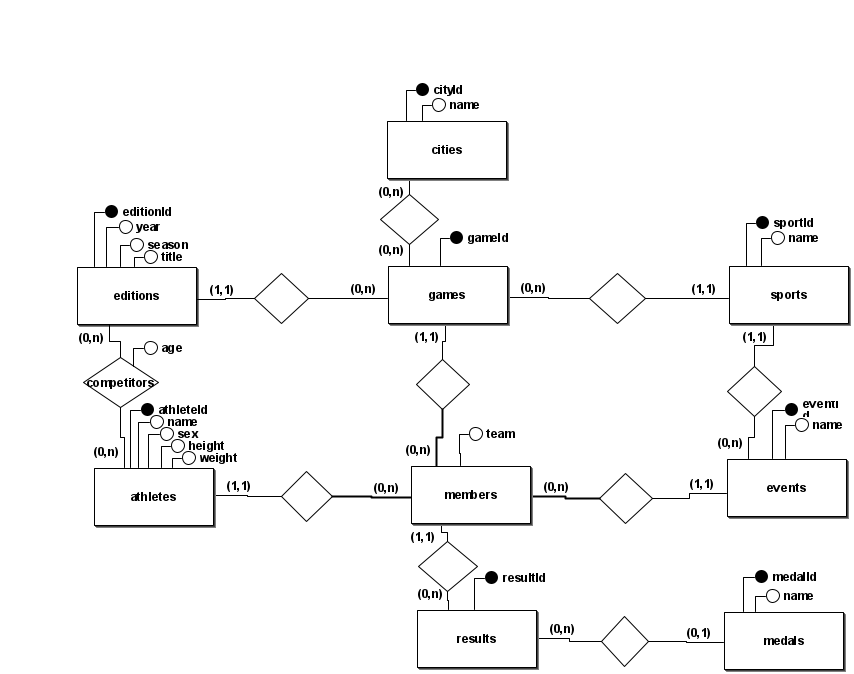 cityId
name
cities
(0,n)
(0,n)
editionId
year
season
title
editions
(1,1)
(0,n)
gameId
games
(0,n)
(1,1)
sportId
name
sports
(0,n)
age
competitors
(0,n)
athleteId
name
sex
height
weight
athletes
(1,1)
(0,n)
(1,1)
(0,n)
team
members
(0,n)
(1,1)
(1,1)
(0,n)
eventI
d
name
events
(1,1)
(0,n)
resultId
results
(0,n)
(0,1)
medalId
name
medals